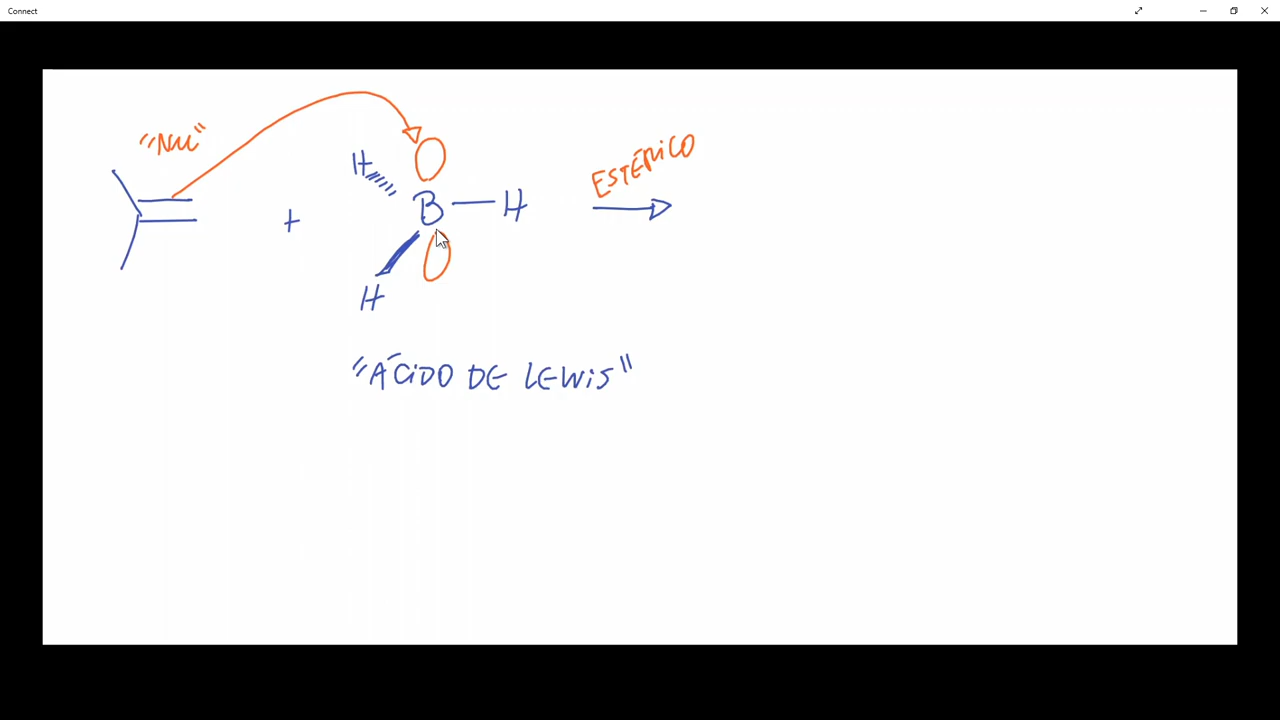 Connect
"Nu"
ESTÉRICO
H
B—H
+
H
"ÁCIDO DE LEWIS"